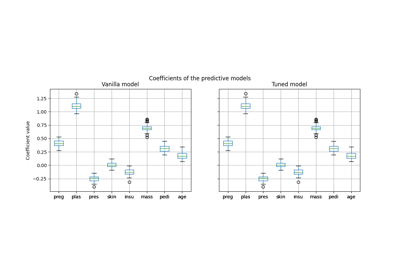 Coefficients of the predictive models
Vanilla model
Tuned model
Coefficient value
1.25
1.00
0.75
0.50
0.25
0.00
−0.25
preg plas pres skin insu mass pedi age
preg plas pres skin insu mass pedi age